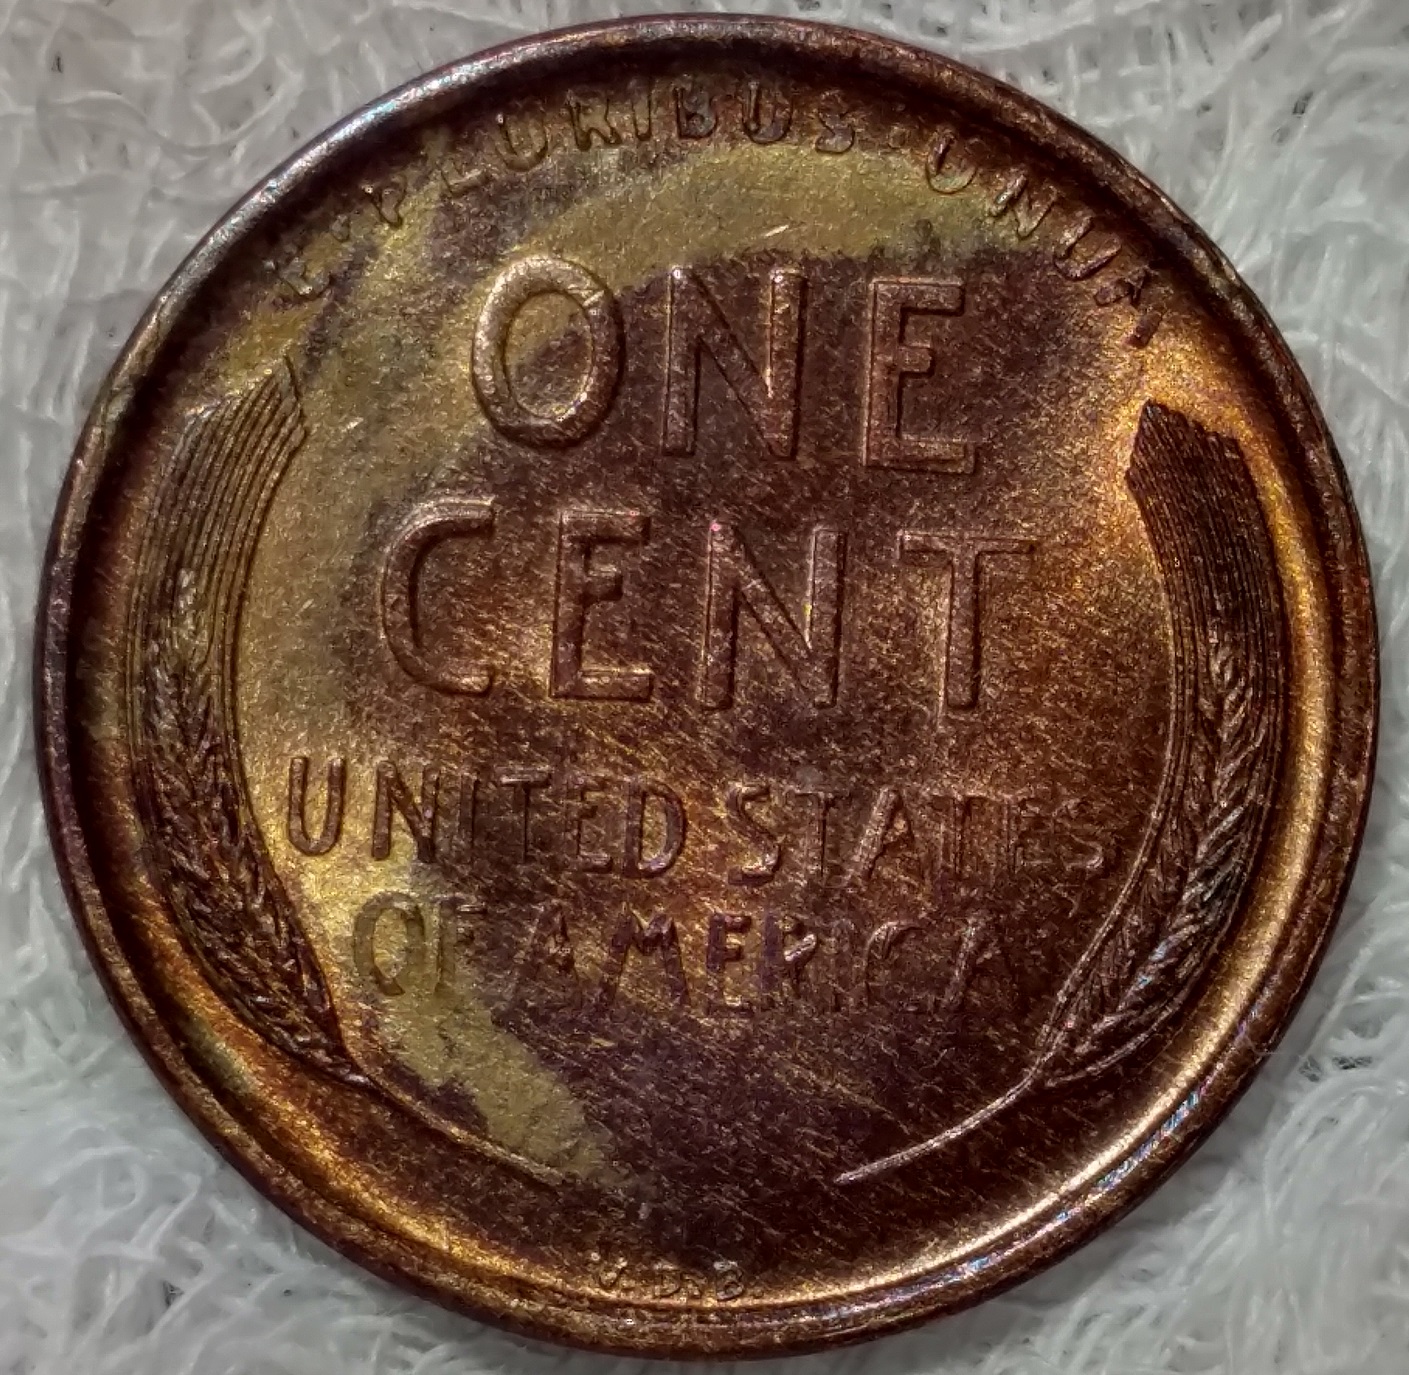 E·PLURIBUS·UNUM
ONE
CENT
UNITED STATES
OF AMERICA
V.D.B.